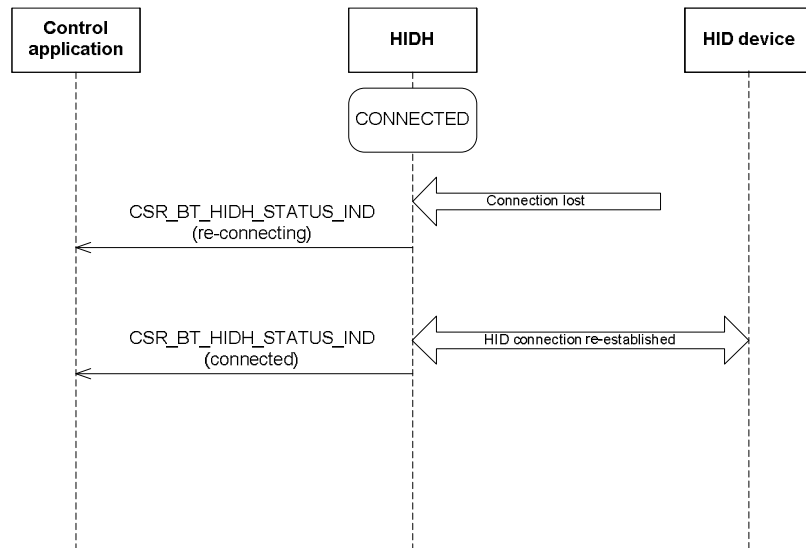 Control
application
HIDH
HID device
CONNECTED
Connection lost
CSR_BT_HIDH_STATUS_IND
(re-connecting)
CSR_BT_HIDH_STATUS_IND
(connected)
HID connection re-established